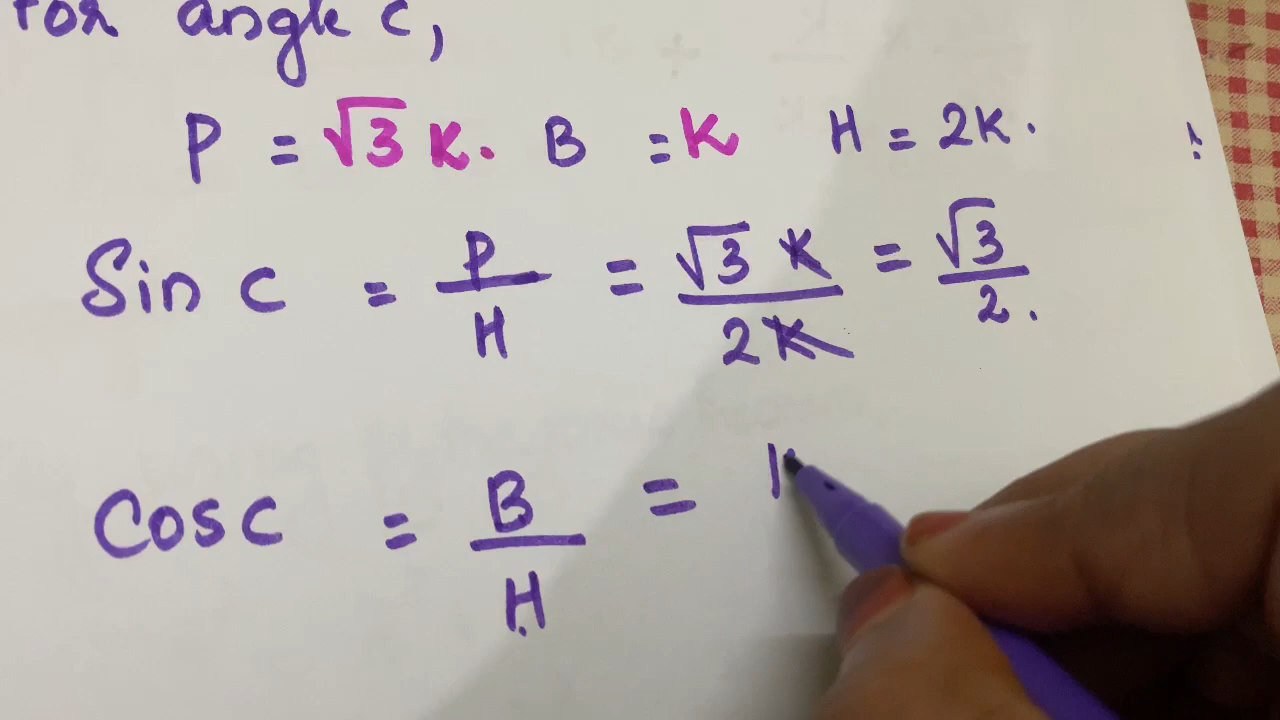 For angle C,
P = √3 K. B = K H = 2K.
Sin C = P/H = √3 K/2K = √3/2.
Cos C = B/H =